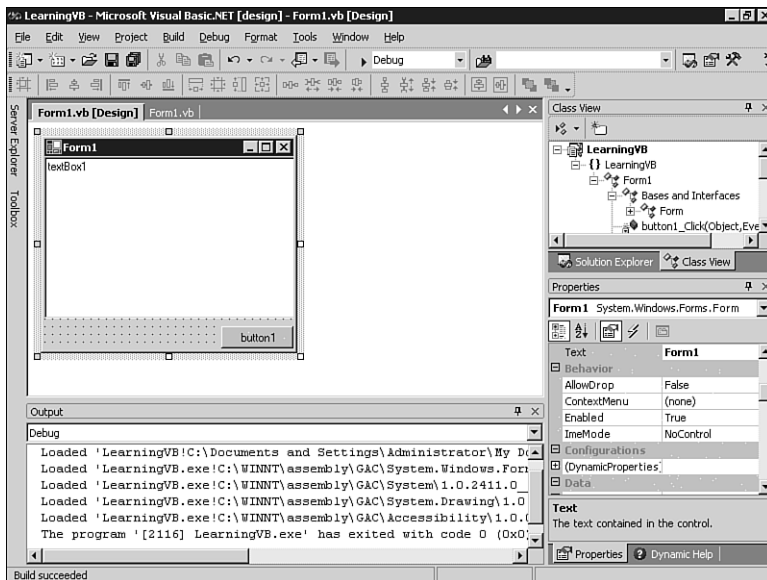 LearningVB - Microsoft Visual Basic.NET [design] - Form1.vb [Design]
File Edit View Project Build Debug Format Tools Window Help
Debug
Server Explorer
Toolbox
Form1.vb [Design] Form1.vb
Form1
textBox1
button1
Class View
LearningVB
{} LearningVB
Form1
Bases and Interfaces
Form
button1_Click(Object,Eve
Solution Explorer Class View
Properties
Form1 System.Windows.Forms.Form
Text Form1
Behavior
AllowDrop False
ContextMenu (none)
Enabled True
ImeMode NoControl
Configurations
(DynamicProperties)
Data
Text
The text contained in the control.
Properties Dynamic Help
Output
Debug
Loaded 'LearningVB!C:\Documents and Settings\Administrator\My Do
Loaded 'LearningVB.exe!C:\WINNT\assembly\GAC\System.Windows.For
Loaded 'LearningVB.exe!C:\WINNT\assembly\GAC\System\1.0.2411.0_
Loaded 'LearningVB.exe!C:\WINNT\assembly\GAC\System.Drawing\1.0
Loaded 'LearningVB.exe!C:\WINNT\assembly\GAC\Accessibility\1.0.
The program '[2116] LearningVB.exe' has exited with code 0 (0x0)
Build succeeded